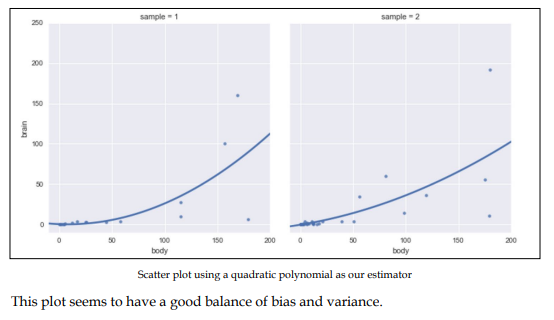 sample = 1
sample = 2
250
200
150
100
50
0
brain
0
50
100
150
200
body
0
50
100
150
200
body
Scatter plot using a quadratic polynomial as our estimator
This plot seems to have a good balance of bias and variance.